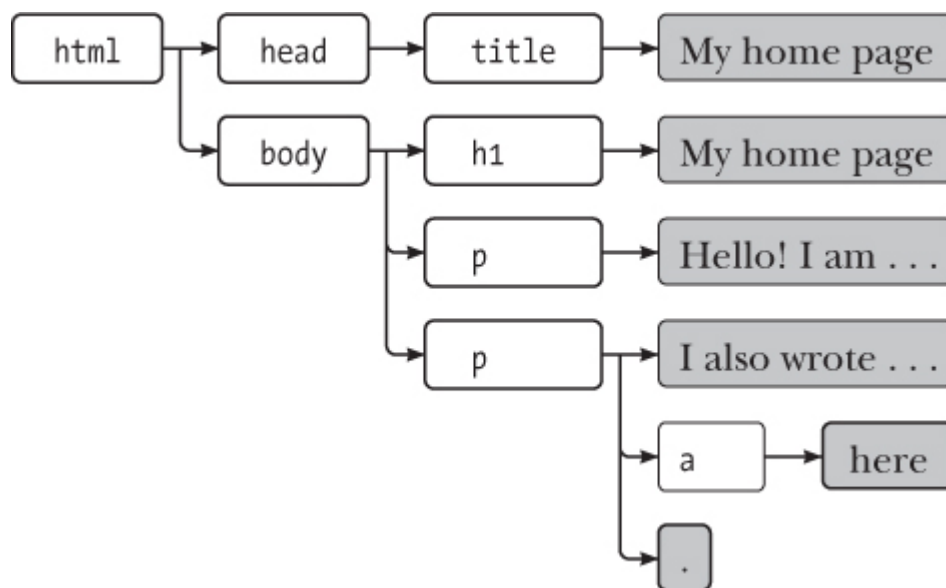 html head title My home page
body h1 My home page
p Hello! I am . . .
p I also wrote . . .
a here
.